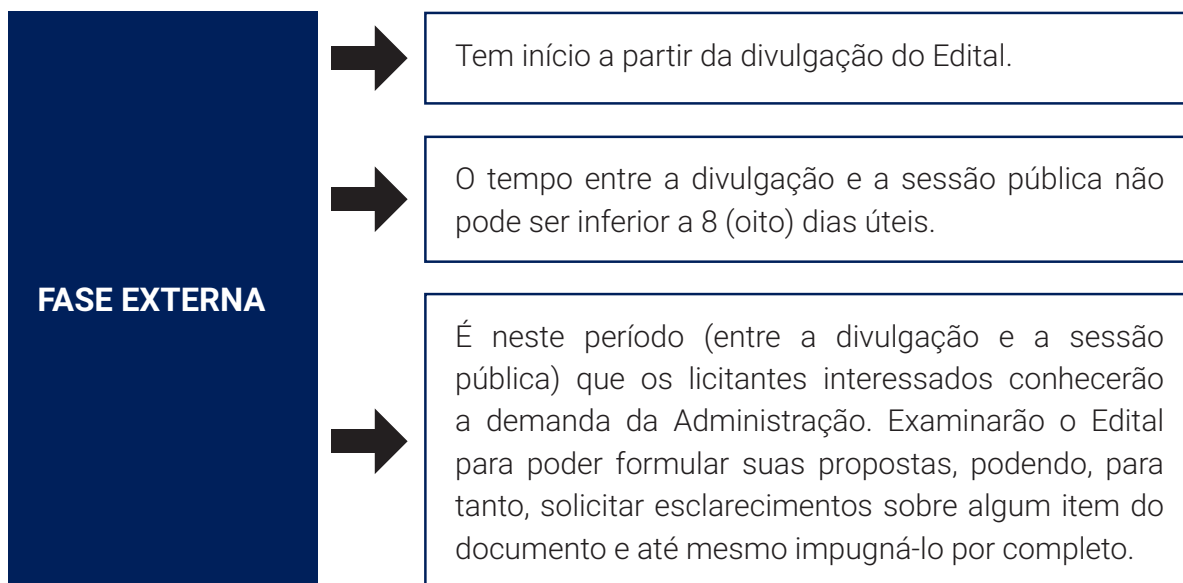 FASE EXTERNA
Tem início a partir da divulgação do Edital.
O tempo entre a divulgação e a sessão pública não
pode ser inferior a 8 (oito) dias úteis.
É neste período (entre a divulgação e a sessão
pública) que os licitantes interessados conhecerão
a demanda da Administração. Examinarão o Edital
para poder formular suas propostas, podendo, para
tanto, solicitar esclarecimentos sobre algum item do
documento e até mesmo impugná-lo por completo.